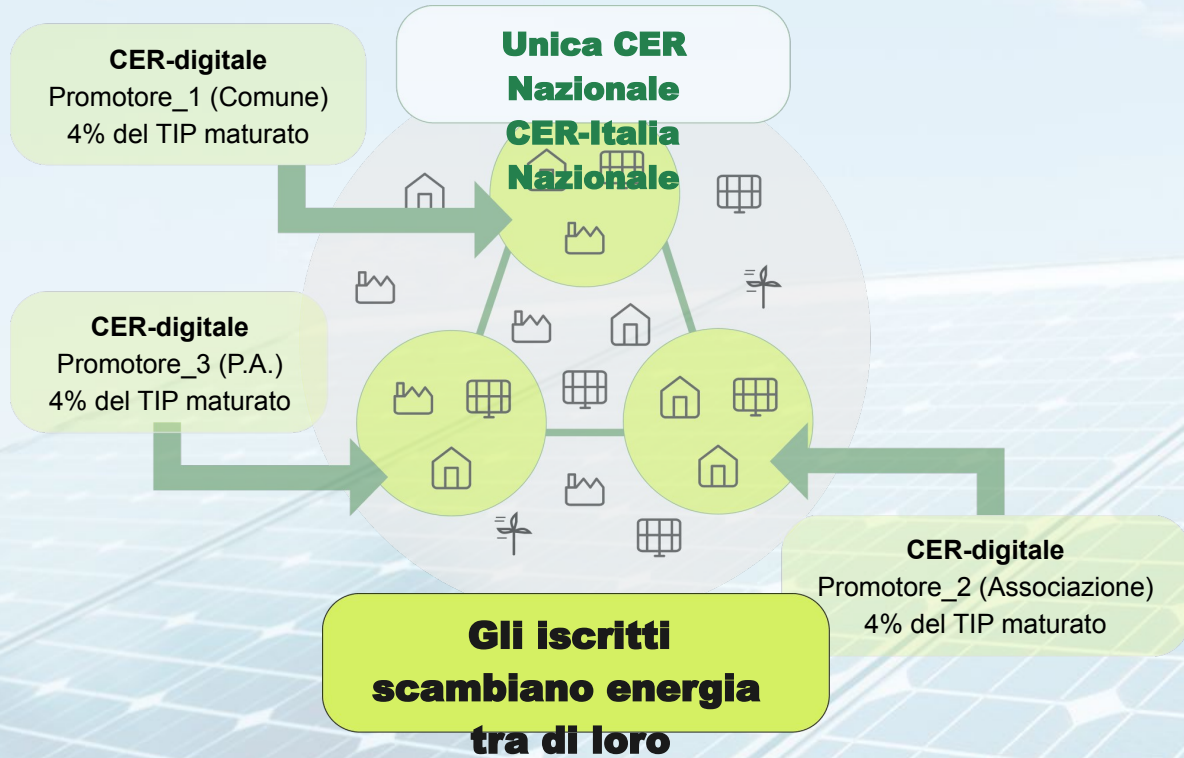 Unica CER
Nazionale
CER-Italia
Nazionale
CER-digitale
Promotore_1 (Comune)
4% del TIP maturato
CER-digitale
Promotore_3 (P.A.)
4% del TIP maturato
CER-digitale
Promotore_2 (Associazione)
4% del TIP maturato
Gli iscritti
scambiano energia
tra di loro